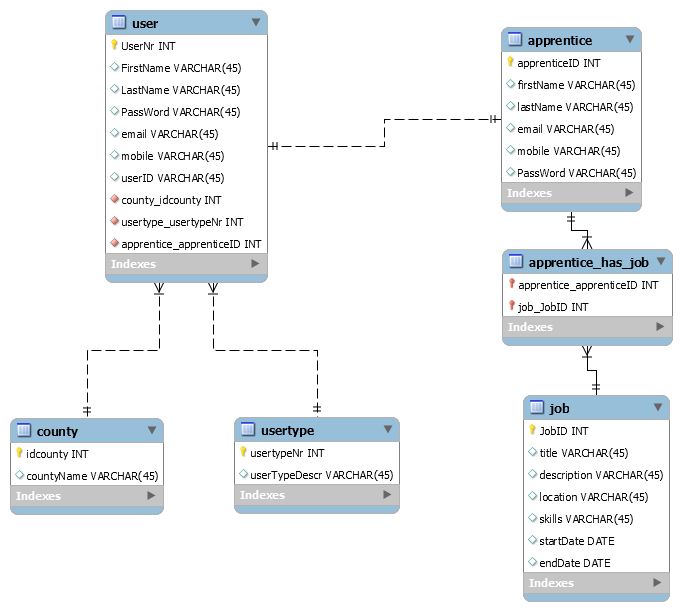 user
UserNr INT
FirstName VARCHAR(45)
LastName VARCHAR(45)
PassWord VARCHAR(45)
email VARCHAR(45)
mobile VARCHAR(45)
userID VARCHAR(45)
county_idcounty INT
usertype_usertypeNr INT
apprentice_apprenticeID INT
Indexes
apprentice
apprenticeID INT
firstName VARCHAR(45)
lastName VARCHAR(45)
email VARCHAR(45)
mobile VARCHAR(45)
PassWord VARCHAR(45)
Indexes
apprentice_has_job
apprentice_apprenticeID INT
job_JobID INT
Indexes
county
idcounty INT
countyName VARCHAR(45)
Indexes
usertype
usertypeNr INT
userTypeDescr VARCHAR(45)
Indexes
job
JobID INT
title VARCHAR(45)
description VARCHAR(45)
location VARCHAR(45)
skills VARCHAR(45)
startDate DATE
endDate DATE
Indexes